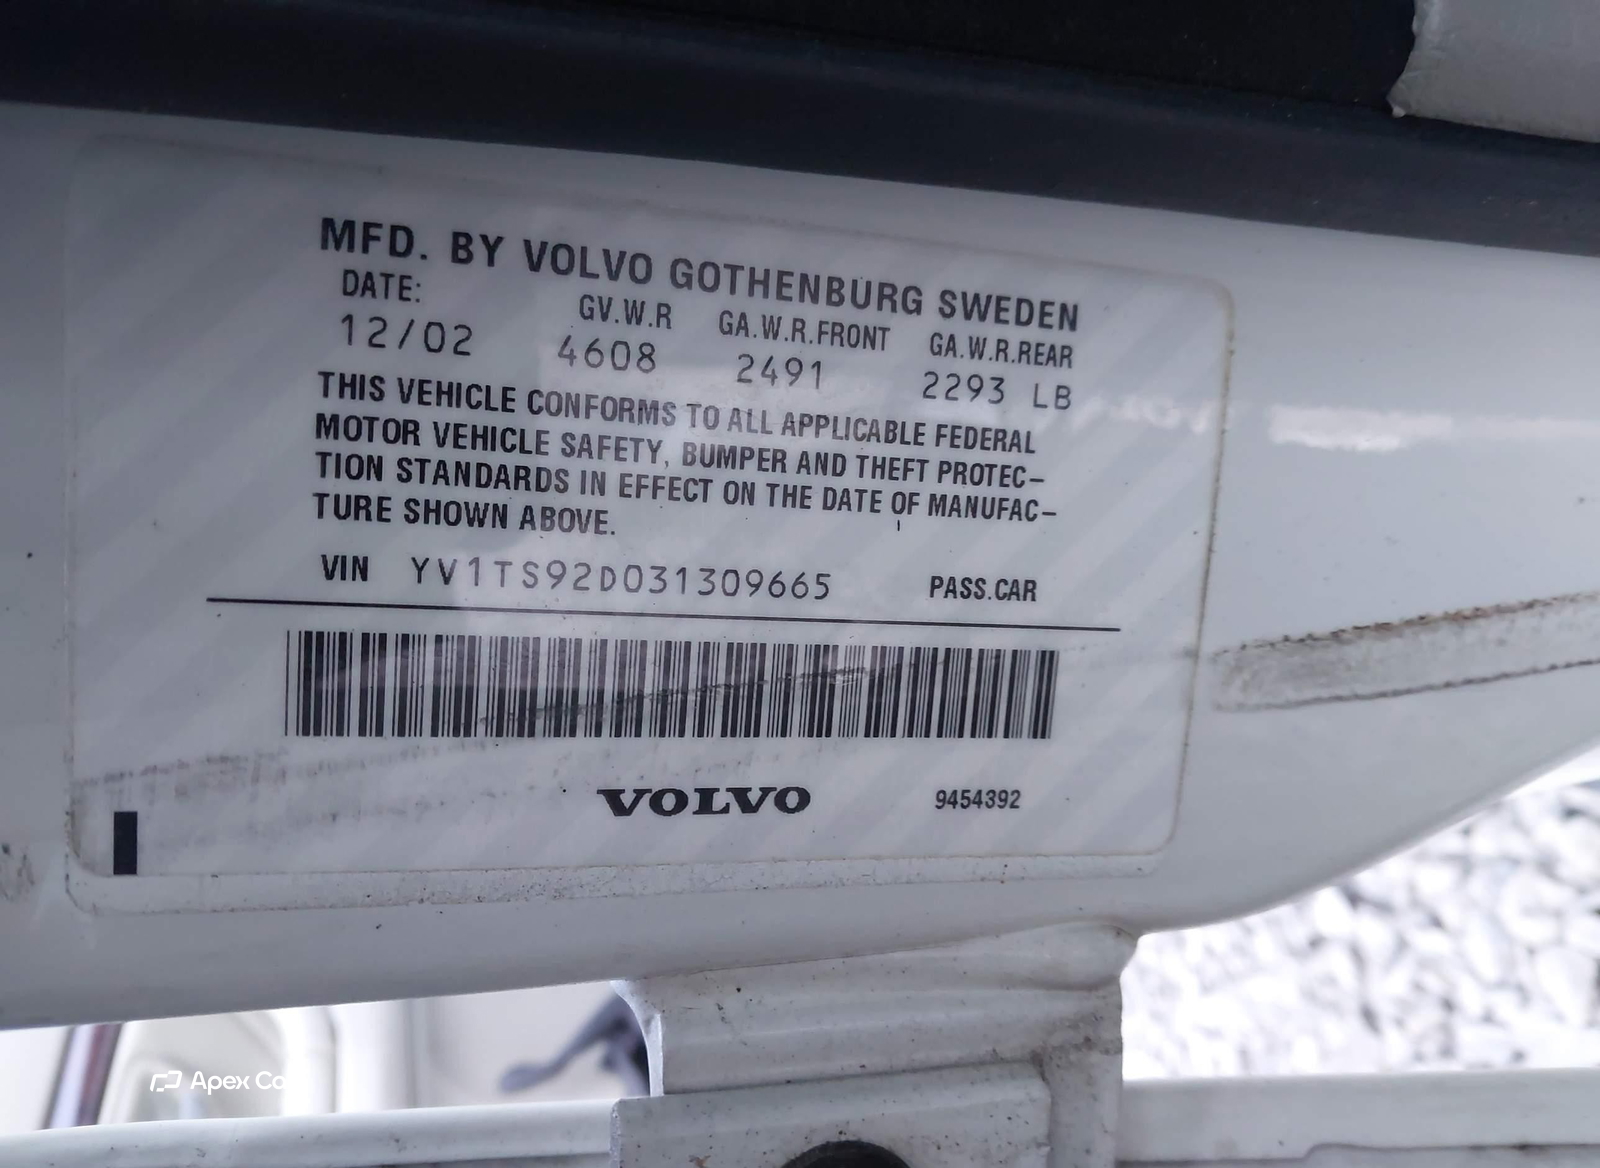 MFD. BY VOLVO GOTHENBURG SWEDEN
DATE: GV.W.R GA.W.R.FRONT GA.W.R.REAR
12/02 4608 2491 2293 LB
THIS VEHICLE CONFORMS TO ALL APPLICABLE FEDERAL
MOTOR VEHICLE SAFETY, BUMPER AND THEFT PROTEC-
TION STANDARDS IN EFFECT ON THE DATE OF MANUFAC-
TURE SHOWN ABOVE.
VIN YV1TS92D031309665 PASS.CAR
VOLVO 9454392
Apex